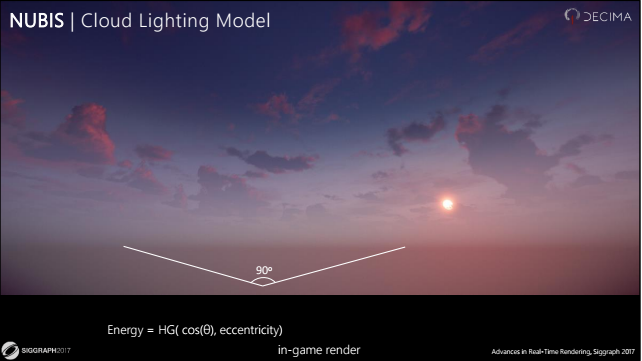 NUBIS | Cloud Lighting Model
DECIMA
90º
Energy = HG( cos(θ), eccentricity)
in-game render
SIGGRAPH2017
Advances in Real-Time Rendering, Siggraph 2017